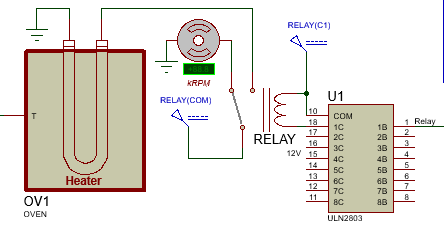 RELAY(C1)
kRPM
RELAY(COM)
T
Heater
OV1
OVEN
RELAY
12V
U1
10 COM
18 1C 1B 1 Relay
17 2C 2B 2
16 3C 3B 3
15 4C 4B 4
14 5C 5B 5
13 6C 6B 6
12 7C 7B 7
11 8C 8B 8
ULN2803